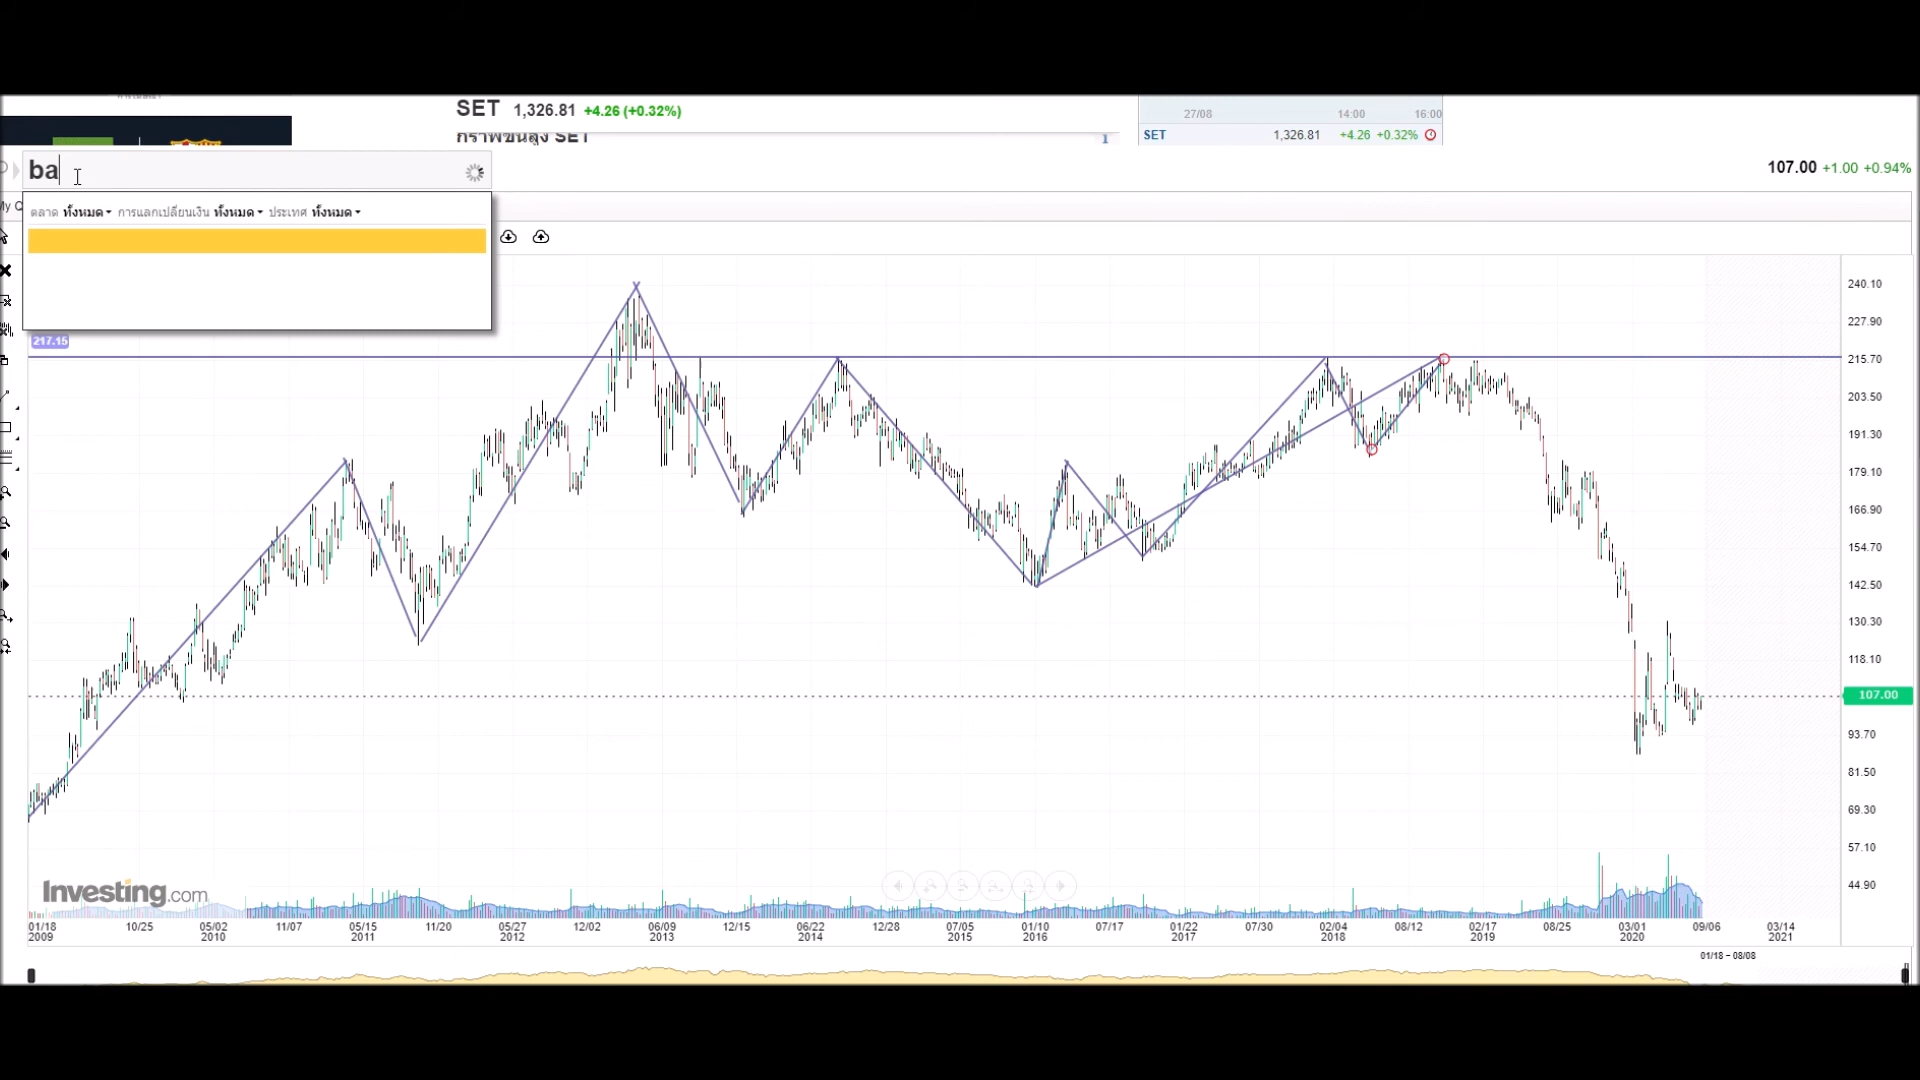 SET 1,326.81 +4.26 (+0.32%)
กราฟขั้นสูง SET
27/08 14:00 16:00
SET 1,326.81 +4.26 +0.32%
ba
107.00 +1.00 +0.94%
ตลาด ทั้งหมด การแลกเปลี่ยนเงิน ทั้งหมด ประเทศ ทั้งหมด
217.15
240.10
227.90
215.70
203.50
191.30
179.10
166.90
154.70
142.50
130.30
118.10
107.00
93.70
81.50
69.30
57.10
44.90
Investing.com
01/18 10/25 05/02 11/07 05/15 11/20 05/27 12/02 06/09 12/15 06/22 12/28 07/05 01/10 07/17 01/22 07/30 02/04 08/12 02/17 08/25 03/01 09/06 03/14
2009 2010 2011 2012 2013 2014 2015 2016 2017 2018 2019 2020 2021
01/18 - 08/08